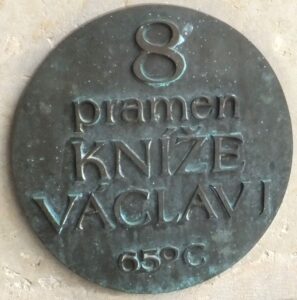 8
pramen
KNÍŽE
VÁCLAV I
65°C